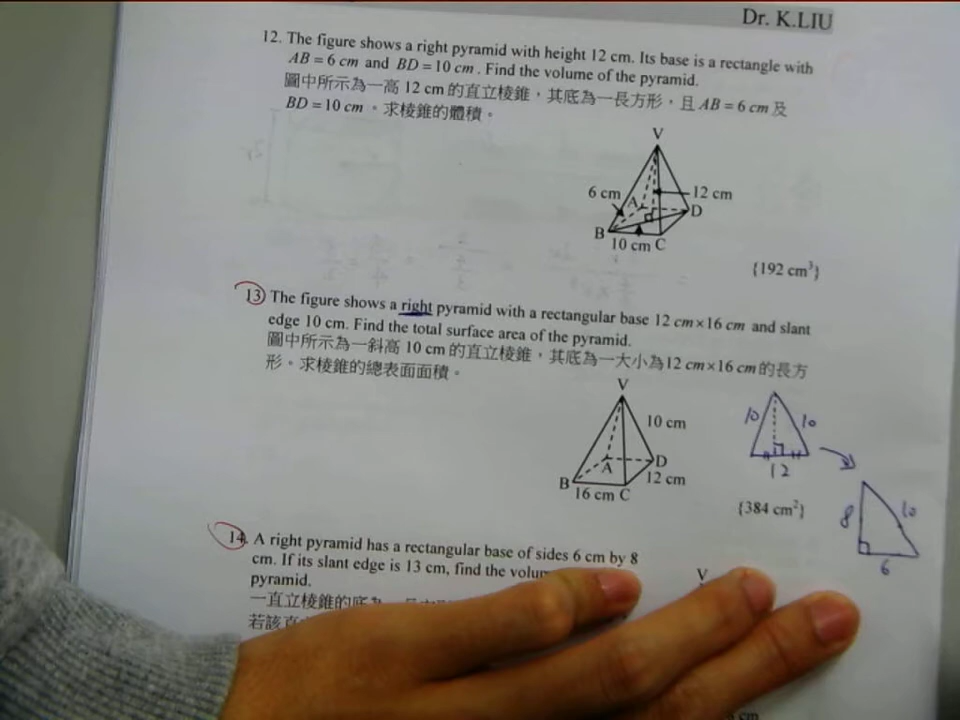 Dr. K.LIU
12. The figure shows a right pyramid with height 12 cm. Its base is a rectangle with
AB = 6 cm and BD = 10 cm . Find the volume of the pyramid.
圖中所示為一高 12 cm 的直立棱錐，其底為一長方形，且 AB = 6 cm 及
BD = 10 cm 。求棱錐的體積。
V
6 cm
12 cm
A
D
B
10 cm C
{192 cm³}
13. The figure shows a right pyramid with a rectangular base 12 cm×16 cm and slant
edge 10 cm. Find the total surface area of the pyramid.
圖中所示為一斜高 10 cm 的直立棱錐，其底為一大小為12 cm×16 cm 的長方
形。求棱錐的總表面面積。
V
10 cm
A
D
B
12 cm
16 cm C
10
10
12
{384 cm²}
8
10
6
14. A right pyramid has a rectangular base of sides 6 cm by 8
cm. If its slant edge is 13 cm, find the
pyramid.
V
一直立棱錐的底為
若該
cm